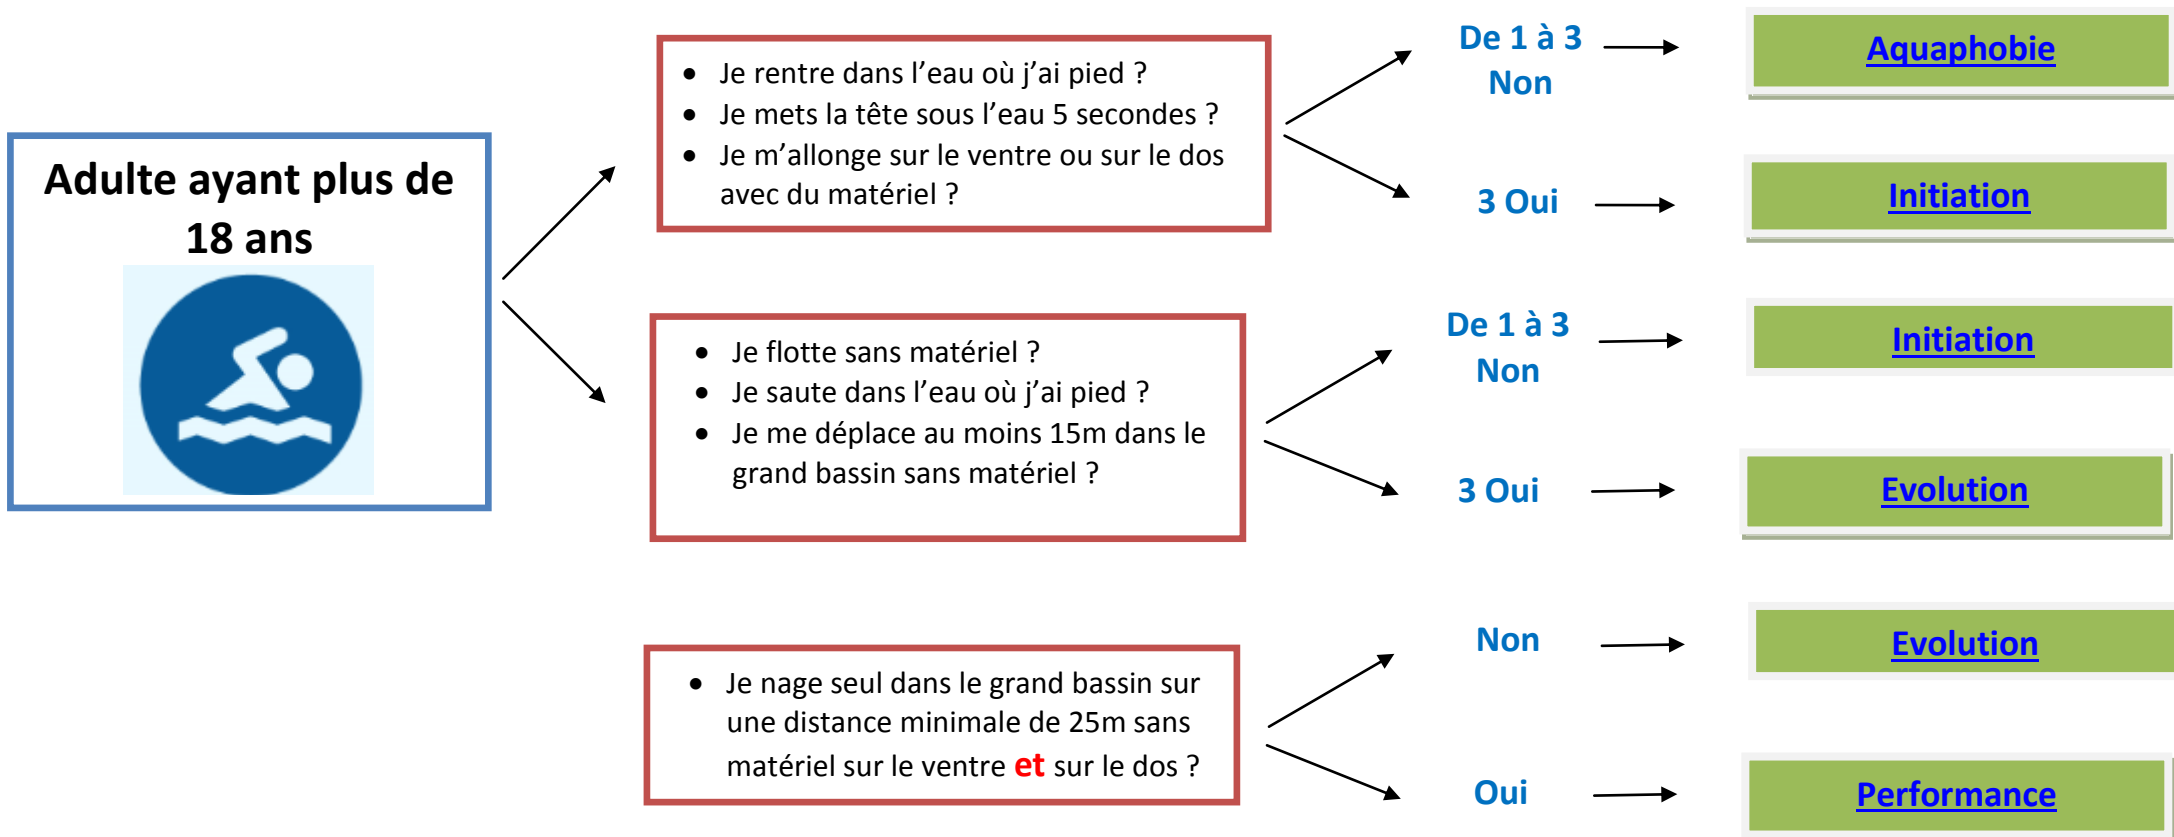 Adulte ayant plus de
18 ans
• Je rentre dans l’eau où j’ai pied ?
• Je mets la tête sous l’eau 5 secondes ?
• Je m’allonge sur le ventre ou sur le dos
avec du matériel ?
De 1 à 3
Non
Aquaphobie
3 Oui
Initiation
• Je flotte sans matériel ?
• Je saute dans l’eau où j’ai pied ?
• Je me déplace au moins 15m dans le
grand bassin sans matériel ?
De 1 à 3
Non
Initiation
3 Oui
Evolution
• Je nage seul dans le grand bassin sur
une distance minimale de 25m sans
matériel sur le ventre et sur le dos ?
Non
Evolution
Oui
Performance